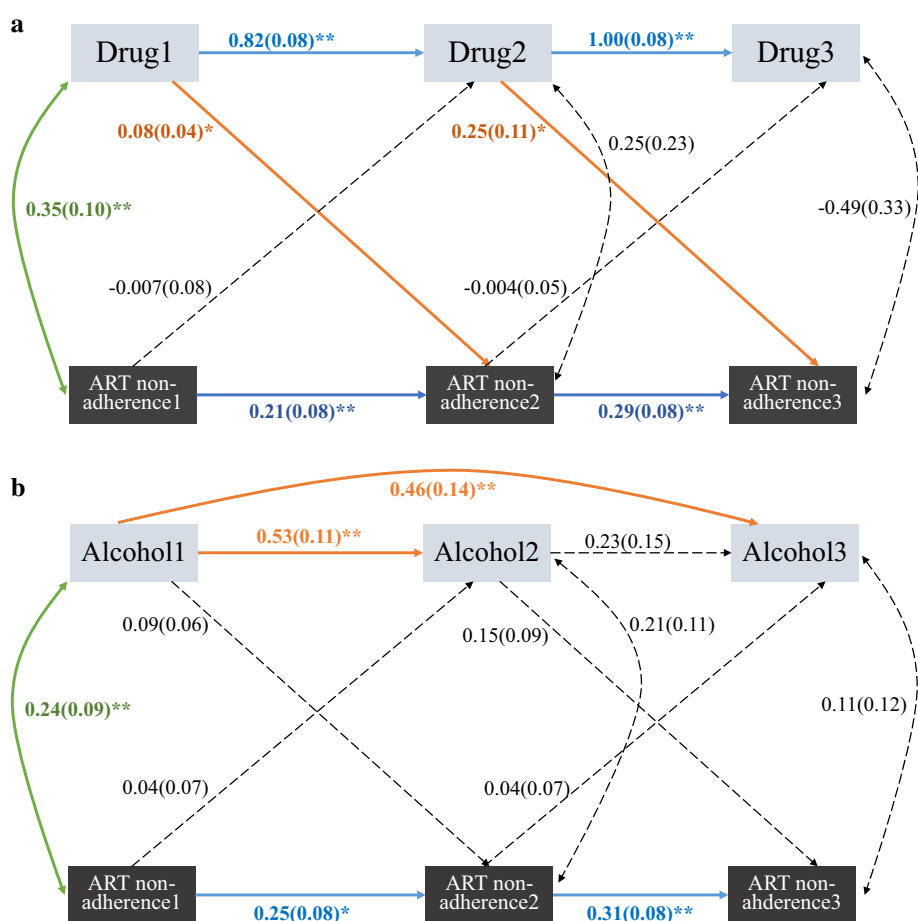 a
Drug1
0.82(0.08)**
Drug2
1.00(0.08)**
Drug3
0.08(0.04)*
0.25(0.11)*
0.25(0.23)
0.35(0.10)**
-0.49(0.33)
-0.007(0.08)
-0.004(0.05)
ART non-
adherence1
0.21(0.08)**
ART non-
adherence2
0.29(0.08)**
ART non-
adherence3
b
0.46(0.14)**
Alcohol1
0.53(0.11)**
Alcohol2
0.23(0.15)
Alcohol3
0.09(0.06)
0.15(0.09)
0.21(0.11)
0.24(0.09)**
0.11(0.12)
0.04(0.07)
0.04(0.07)
ART non-
adherence1
0.25(0.08)*
ART non-
adherence2
0.31(0.08)**
ART non-
ahderence3